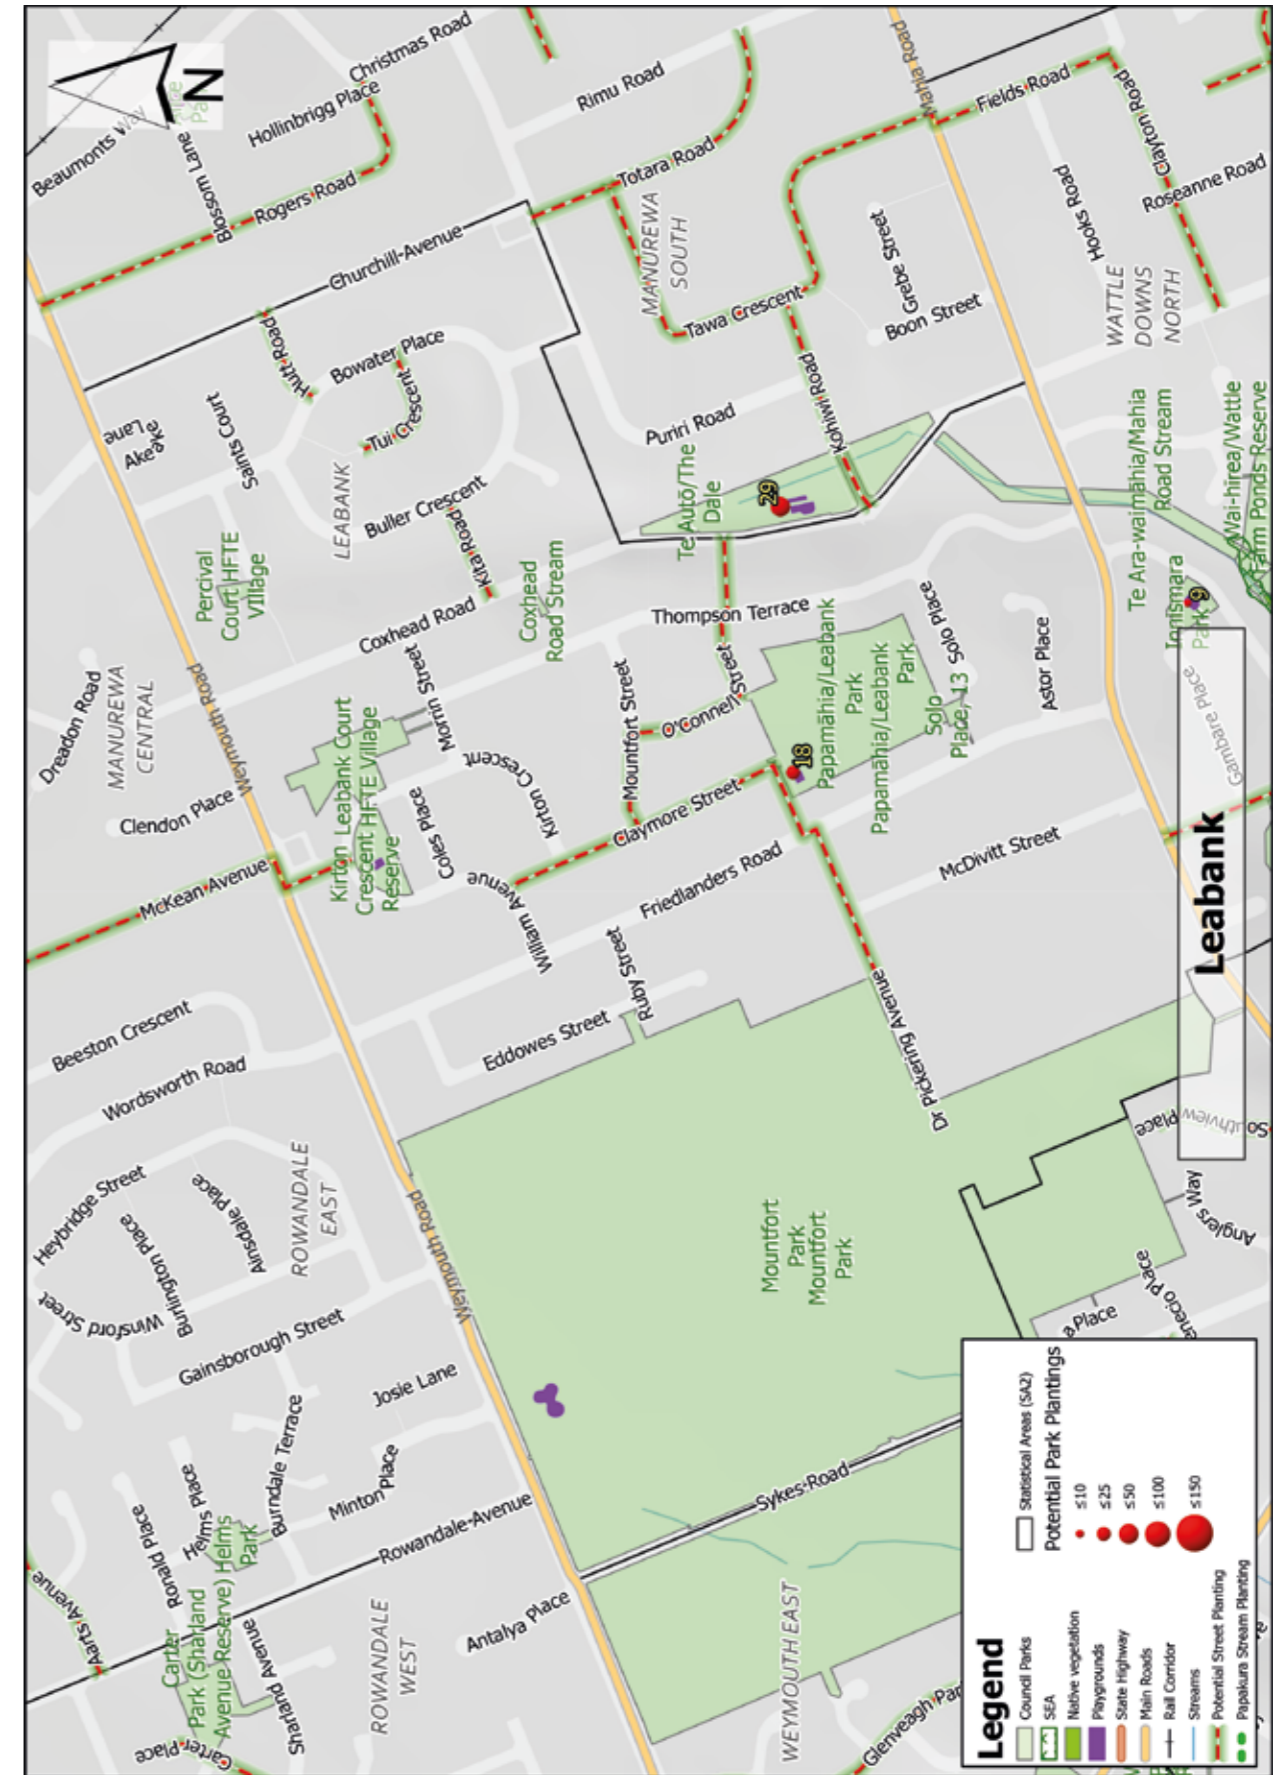 N
Christmas Road
Hollinbrigg Place
Beaumonts Way
Blossom Lane
Rogers Road
Rimu Road
Totara Road
Mahia Road
Fields Road
Clayton Road
Roseanne Road
Hooks Road
Grebe Street
Boon Street
MANUREWA
SOUTH
Tawa Crescent
Kohiwi Road
Puriri Road
WATTLE
DOWNS
NORTH
Churchill-Avenue
Hutt Road
Bowater Place
Tui Crescent
Akeake
Lane
Saints Court
LEABANK
Buller Crescent
Kita Road
Te Autō/The
Dale
29
Te Ara-waimāhia/Mahia
Road Stream
Wai-hīrea/Wattle
Farm Ponds Reserve
Percival
Court HFTE
Village
Coxhead Road
Coxhead
Road Stream
Thompson Terrace
Solo Place
Astor Place
Innismara
Park
9
Gambare Place
Dreadon Road
MANUREWA
CENTRAL
Weymouth Road
Clendon Place
Morrin Street
Mountfort Street
O'Connell Street
Papamāhia/Leabank
Park
Papamāhia/Leabank
Park
Solo
Place, 13
18
Kirton Leabank Court
Crescent HFTE Village
Reserve
Coles Place
Kirton Crescent
Claymore Street
William Avenue
Friedlanders Road
McDivitt Street
McKean Avenue
Ruby Street
Eddowes Street
Dr Pickering Avenue
Leabank
Beeston Crescent
Wordsworth Road
Heybridge Street
Ainsdale Place
Burlington Place
Winsford Street
ROWANDALE
EAST
Weymouth Road
Gainsborough Street
Josie Lane
Mountfort
Park
Mountfort
Park
Southview Place
Anglers Way
Burndale Terrace
Minton Place
Helms Place
Ronald Place
Helms
Park
Rowandale-Avenue
Sykes-Road
Aarts Avenue
Carter
Park (Sharland
Avenue Reserve)
Sharland Avenue
Carter Place
ROWANDALE
WEST
Antalya Place
WEYMOUTH EAST
Legend
Council Parks
SEA
Native vegetation
Playgrounds
State Highway
Main Roads
Rail Corridor
Streams
Potential Street Planting
Papakura Stream Planting
Statistical Areas (SA2)
Potential Park Plantings
≤10
≤25
≤50
≤100
≤150